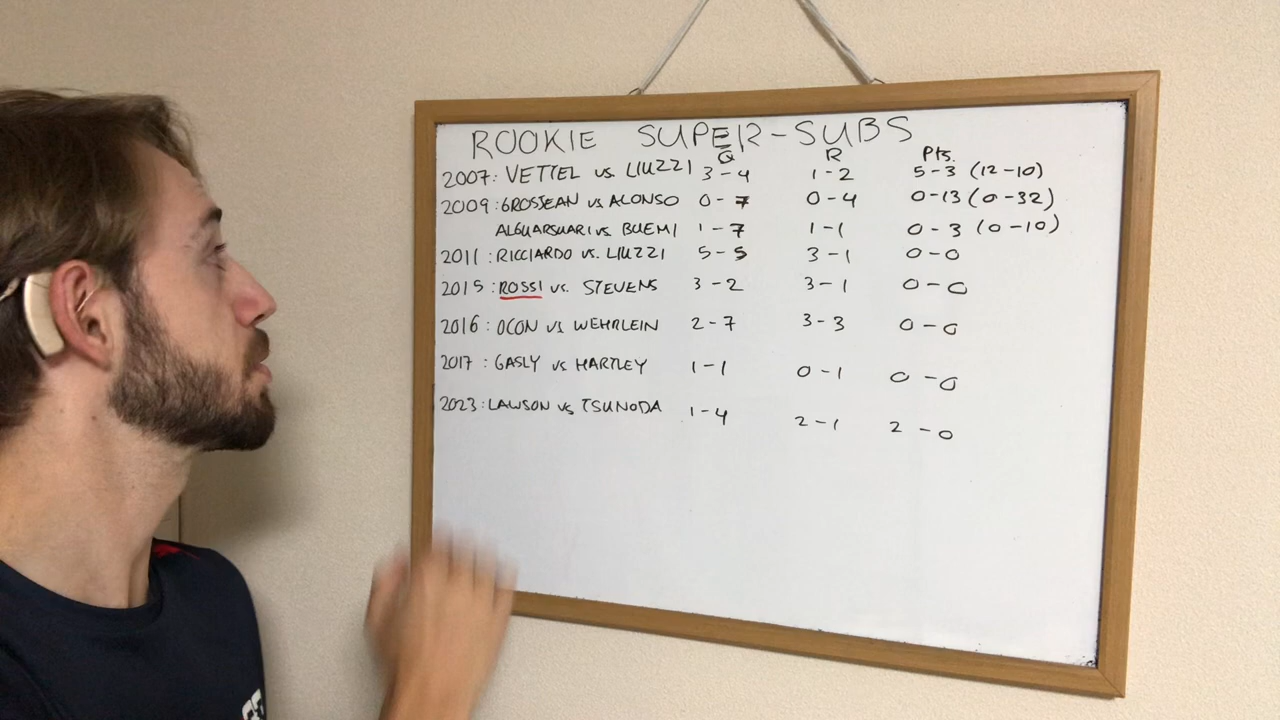 ROOKIE SUPER-SUBS
Q R Pts.
2007: VETTEL vs. LIUZZI 3-4 1-2 5-3 (12-10)
2009: GROSJEAN vs ALONSO 0-7 0-4 0-13 (0-32)
ALGUARSUARI vs. BUEMI 1-7 1-1 0-3 (0-10)
2011: RICCIARDO vs. LIUZZI 5-5 3-1 0-0
2015: ROSSI vs. STEVENS 3-2 3-1 0-0
2016: OCON vs WEHRLEIN 2-7 3-3 0-0
2017: GASLY vs HARTLEY 1-1 0-1 0-0
2023: LAWSON vs TSUNODA 1-4 2-1 2-0